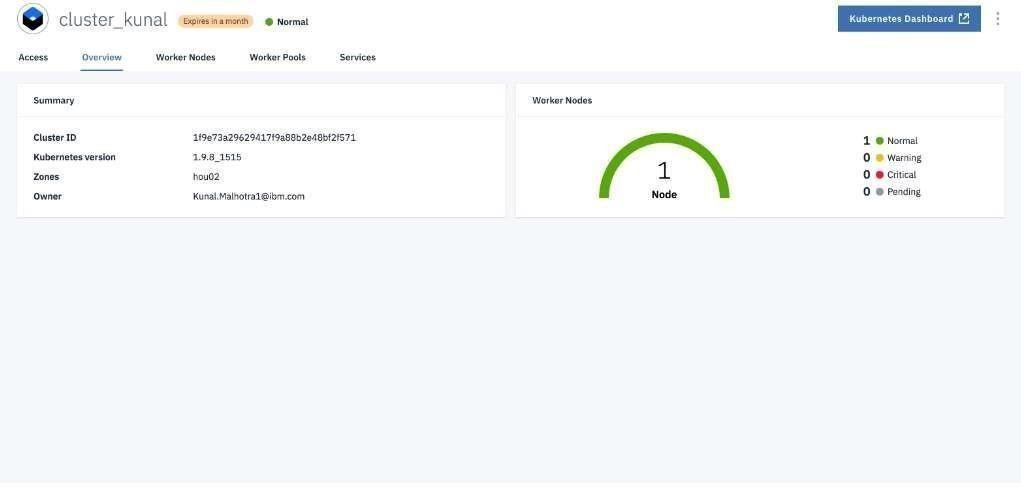 cluster_kunal Expires in a month Normal Kubernetes Dashboard
Access Overview Worker Nodes Worker Pools Services
Summary
Cluster ID 1f9e73a29629417f9a88b2e48bf2f571
Kubernetes version 1.9.8_1515
Zones hou02
Owner Kunal.Malhotra1@ibm.com
Worker Nodes
1
Node
1 Normal
0 Warning
0 Critical
0 Pending